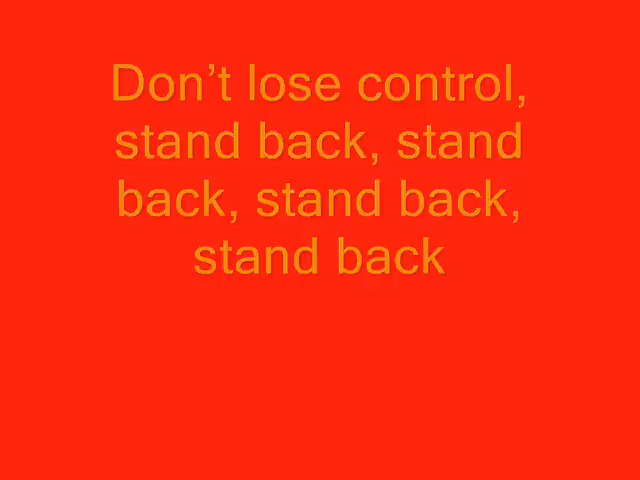 Don’t lose control,
stand back, stand
back, stand back,
stand back